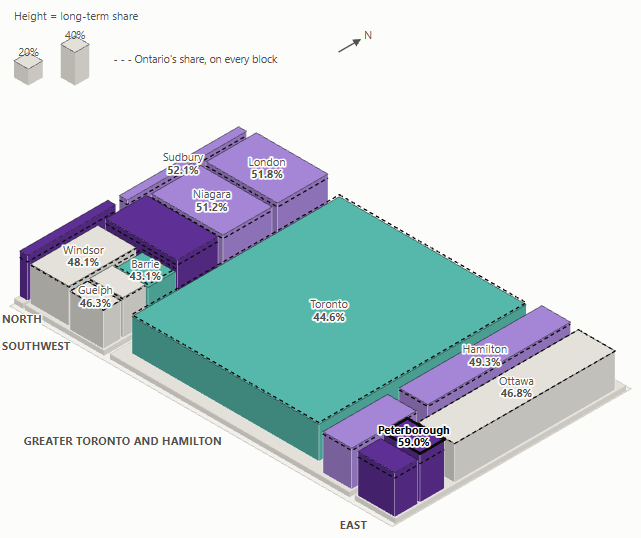 Height = long-term share
20%
40%
- - - Ontario's share, on every block
N
Sudbury
52.1%
London
51.8%
Niagara
51.2%
Windsor
48.1%
Barrie
43.1%
Guelph
46.3%
Toronto
44.6%
Hamilton
49.3%
Ottawa
46.8%
Peterborough
59.0%
NORTH
SOUTHWEST
GREATER TORONTO AND HAMILTON
EAST